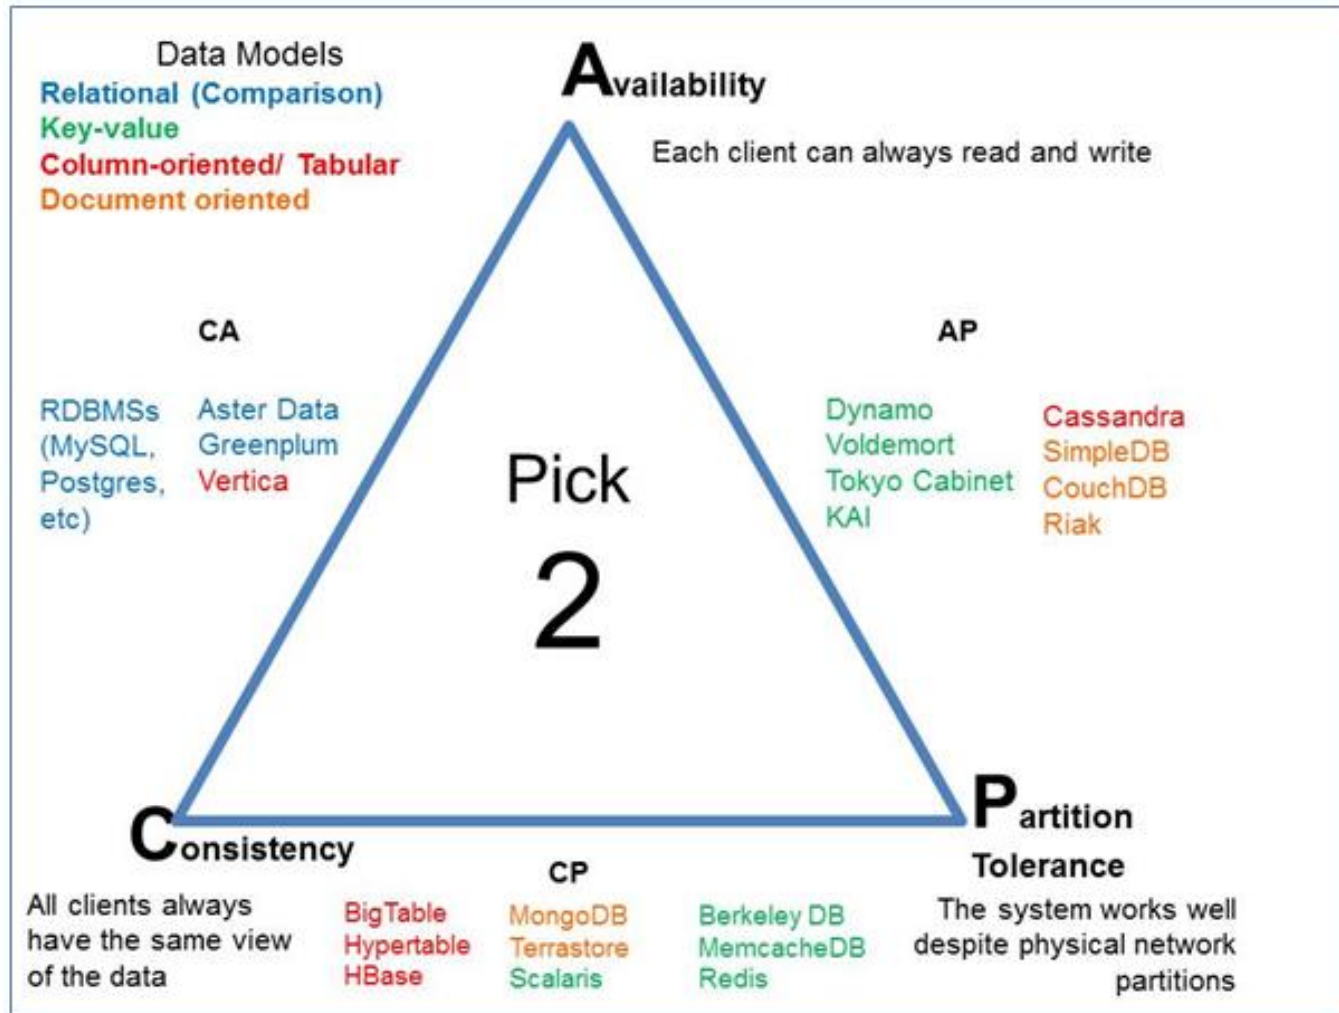 Data Models
Relational (Comparison)
Key-value
Column-oriented/ Tabular
Document oriented
Availability
Each client can always read and write
CA
RDBMSs
(MySQL,
Postgres,
etc)
Aster Data
Greenplum
Vertica
Pick
2
AP
Dynamo
Voldemort
Tokyo Cabinet
KAI
Cassandra
SimpleDB
CouchDB
Riak
Consistency
All clients always
have the same view
of the data
CP
BigTable
Hypertable
HBase
MongoDB
Terrastore
Scalaris
Berkeley DB
MemcacheDB
Redis
Partition
Tolerance
The system works well
despite physical network
partitions